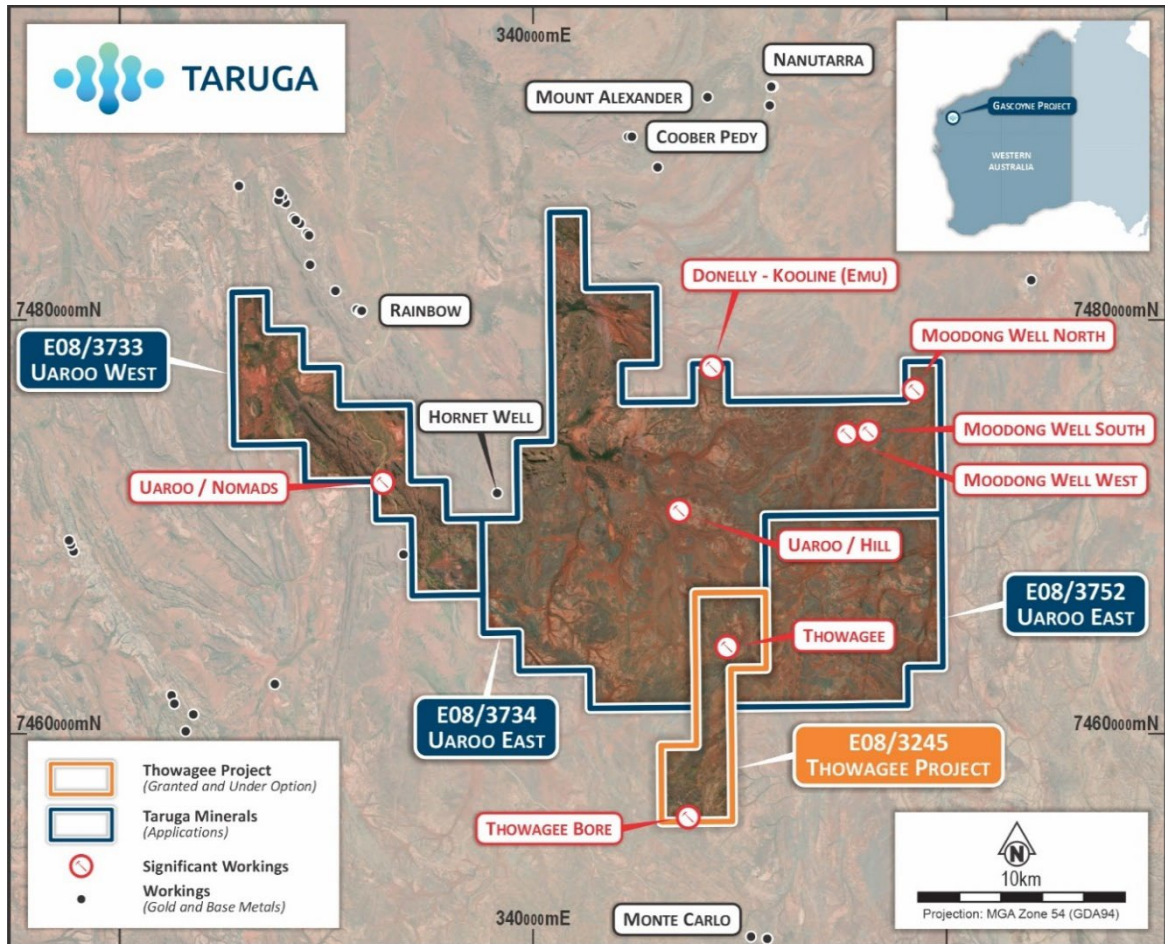 TARUGA
340000mE
NANUTARRA
MOUNT ALEXANDER
COOBER PEDY
GASCOYNE PROJECT
WESTERN
AUSTRALIA
DONELLY - KOOLINE (EMU)
7480000mN
7480000mN
RAINBOW
MOODONG WELL NORTH
E08/3733
UAROO WEST
HORNET WELL
MOODONG WELL SOUTH
MOODONG WELL WEST
UAROO / NOMADS
UAROO / HILL
E08/3752
UAROO EAST
THOWAGEE
E08/3734
UAROO EAST
7460000mN
7460000mN
E08/3245
THOWAGEE PROJECT
Thowagee Project
(Granted and Under Option)
Taruga Minerals
(Applications)
Significant Workings
Workings
(Gold and Base Metals)
THOWAGEE BORE
340000mE
MONTE CARLO
N
10km
Projection: MGA Zone 54 (GDA94)